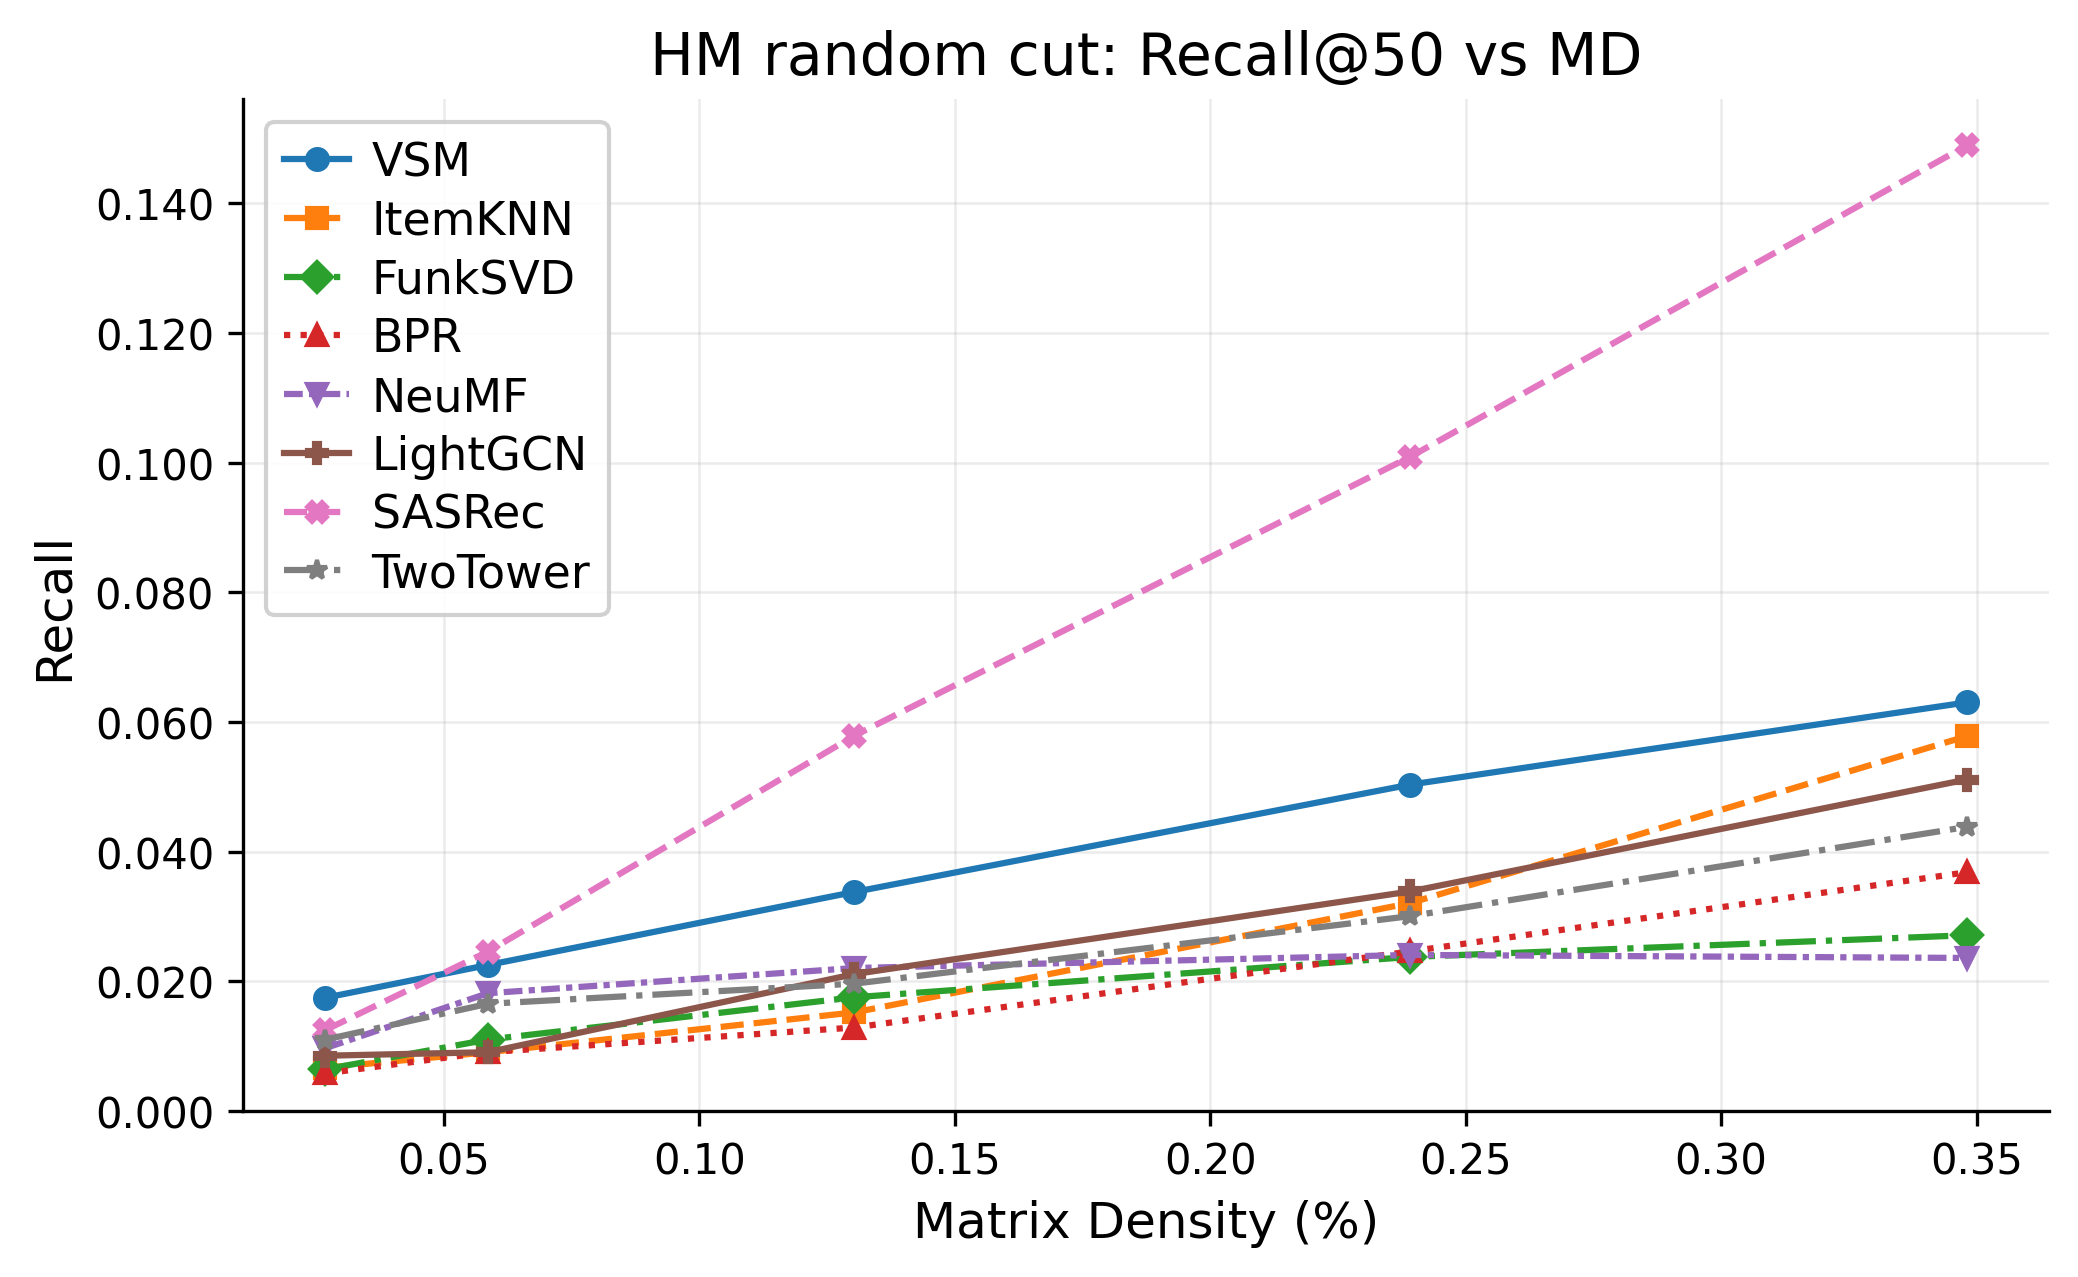 HM random cut: Recall@50 vs MD
VSM
ItemKNN
FunkSVD
BPR
NeuMF
LightGCN
SASRec
TwoTower
Recall
0.140
0.120
0.100
0.080
0.060
0.040
0.020
0.000
0.05 0.10 0.15 0.20 0.25 0.30 0.35
Matrix Density (%)